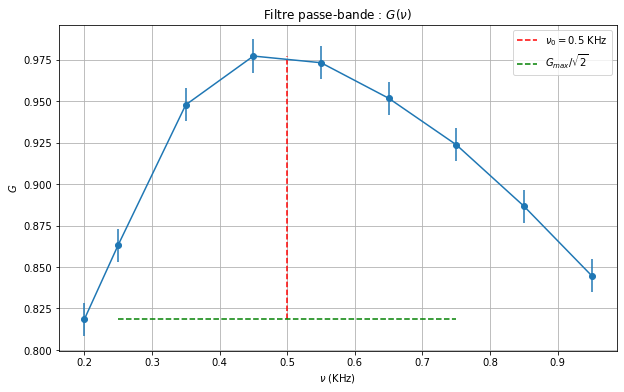 Filtre passe-bande : G(ν)
ν₀ = 0.5 KHz
G_max/√2
G
0.975
0.950
0.925
0.900
0.875
0.850
0.825
0.800
0.2 0.3 0.4 0.5 0.6 0.7 0.8 0.9
ν (KHz)